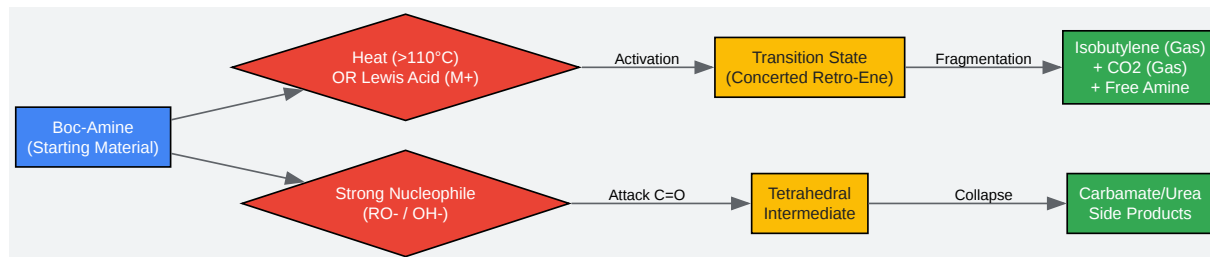 Boc-Amine
(Starting Material)
Heat (>110°C)
OR Lewis Acid (M+)
Activation
Transition State
(Concerted Retro-Ene)
Fragmentation
Isobutylene (Gas)
+ CO2 (Gas)
+ Free Amine
Strong Nucleophile
(RO- / OH-)
Attack C=O
Tetrahedral
Intermediate
Collapse
Carbamate/Urea
Side Products